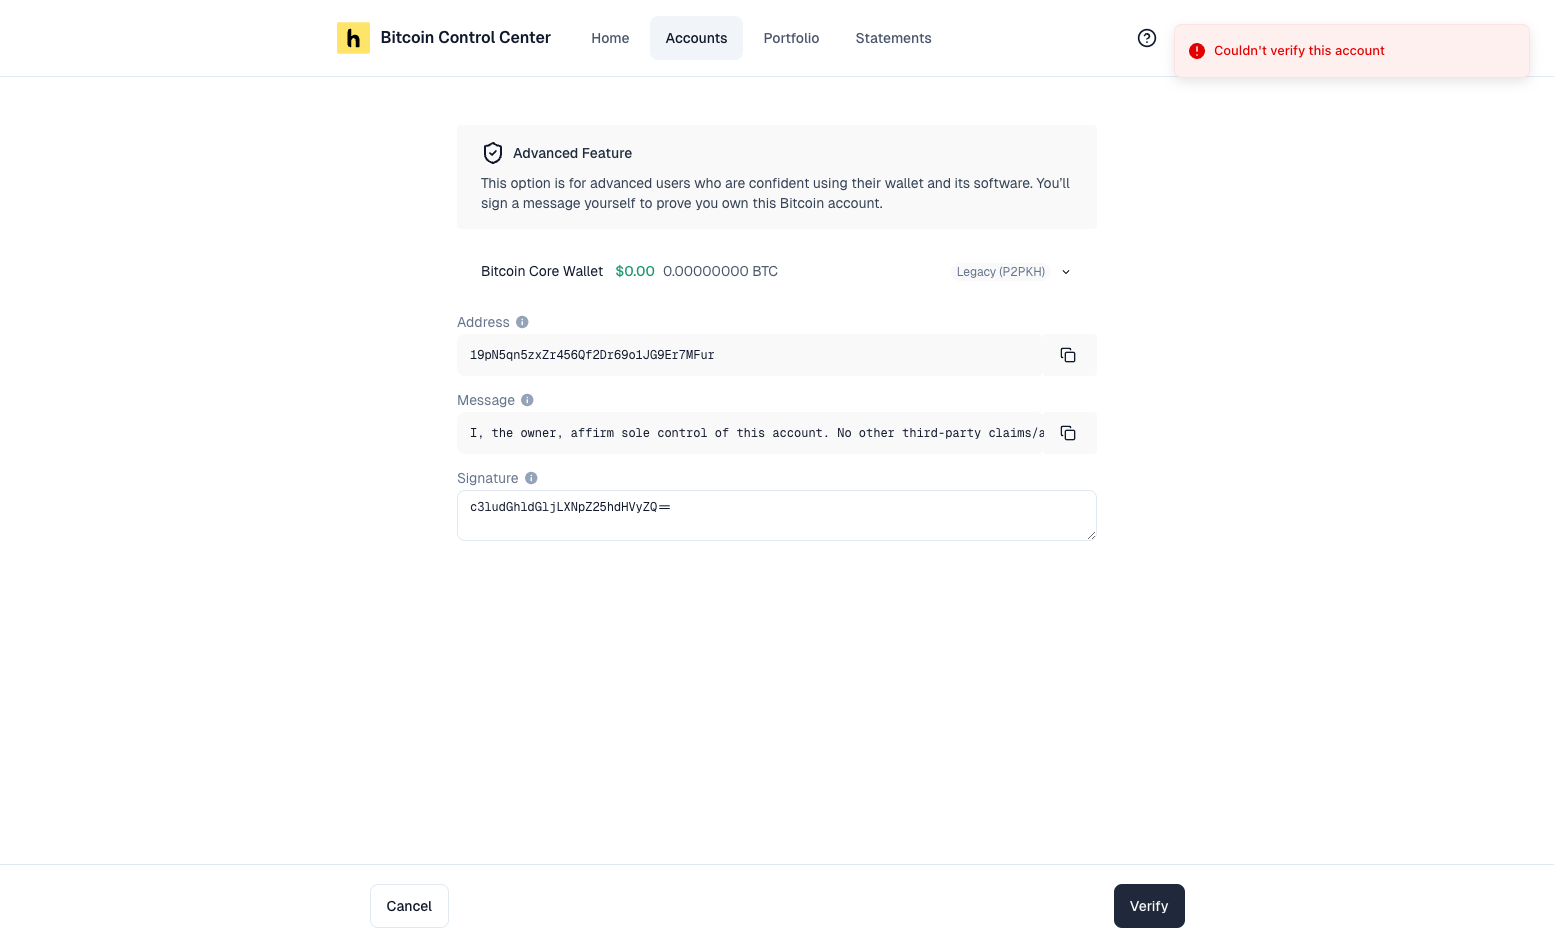 h Bitcoin Control Center Home Accounts Portfolio Statements
Couldn't verify this account
Advanced Feature
This option is for advanced users who are confident using their wallet and its software. You'll
sign a message yourself to prove you own this Bitcoin account.
Bitcoin Core Wallet $0.00 0.00000000 BTC Legacy (P2PKH)
Address
19pN5qn5zxZr456Qf2Dr69o1JG9Er7MFur
Message
I, the owner, affirm sole control of this account. No other third-party claims/a
Signature
c3ludGhldGljLXNpZ25hdHVyZQ==
Cancel Verify